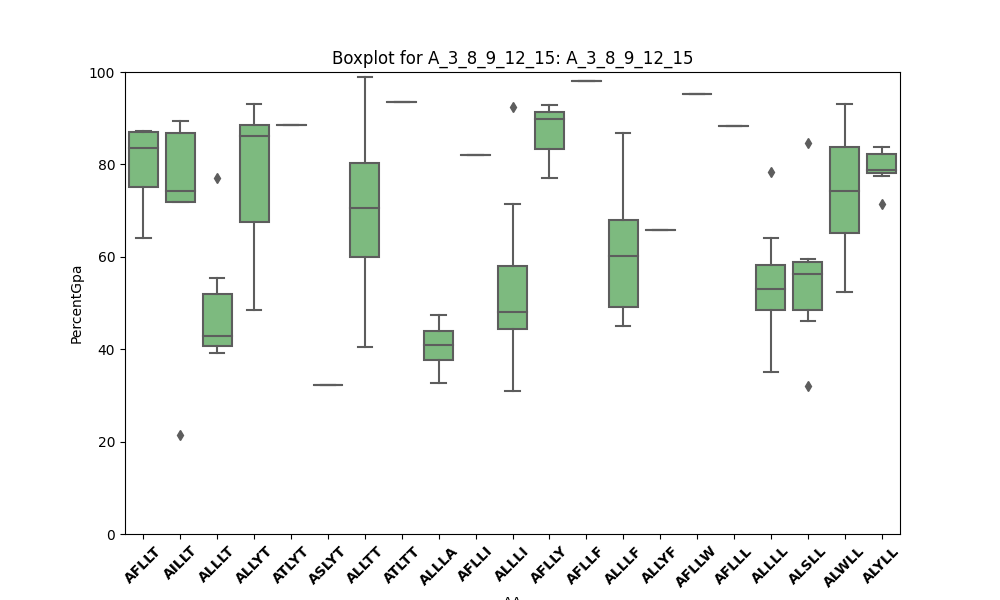 Boxplot for A_3_8_9_12_15: A_3_8_9_12_15
100
80
60
40
20
0
PercentGpa
AFLLT AILLT ALLLT ALLYT ATLYT ASLYT ALLTT ATLTT ALLLA AFLLI ALLLI AFLLY AFLLF ALLLF ALLYF AFLLW AFLLL ALLLL ALSLL ALWLL ALYLL